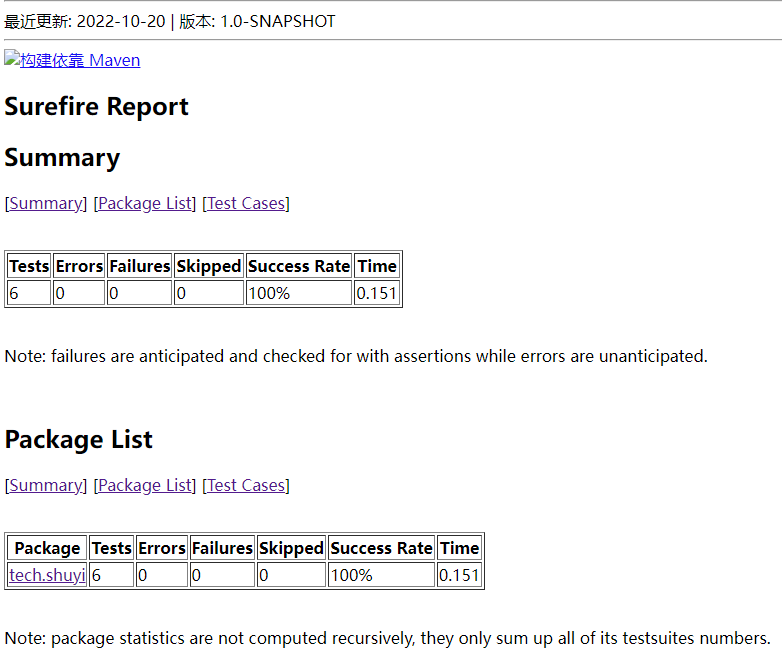 最近更新: 2022-10-20 | 版本: 1.0-SNAPSHOT
构建依靠 Maven
Surefire Report
Summary
[Summary] [Package List] [Test Cases]
Tests Errors Failures Skipped Success Rate Time
6 0 0 0 100% 0.151
Note: failures are anticipated and checked for with assertions while errors are unanticipated.
Package List
[Summary] [Package List] [Test Cases]
Package Tests Errors Failures Skipped Success Rate Time
tech.shuyi 6 0 0 0 100% 0.151
Note: package statistics are not computed recursively, they only sum up all of its testsuites numbers.